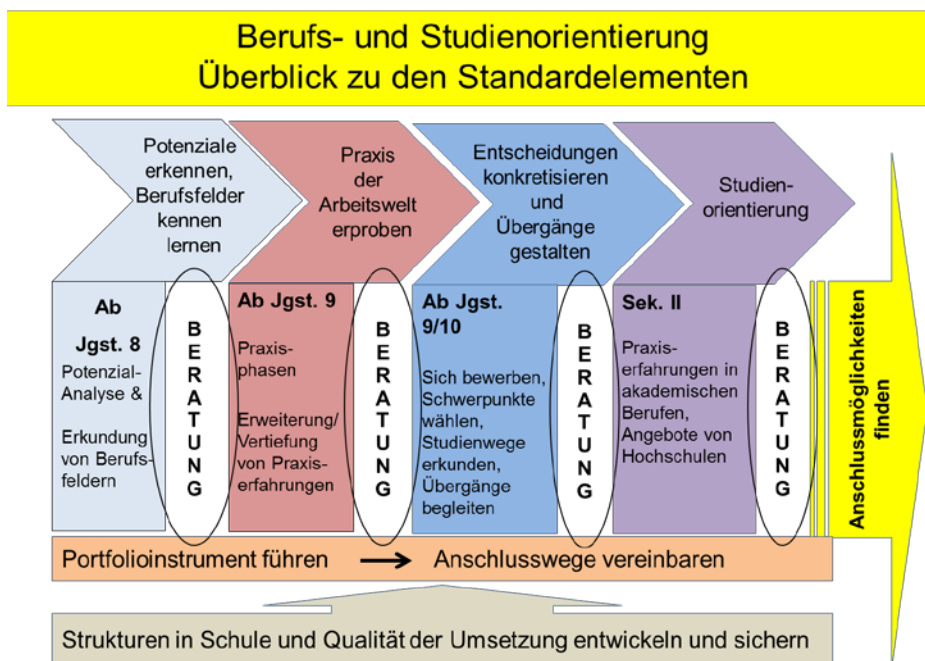 Berufs- und Studienorientierung
Überblick zu den Standardelementen
Potenziale
erkennen,
Berufsfelder
kennen
lernen
Praxis
der
Arbeitswelt
erproben
Entscheidungen
konkretisieren
und
Übergänge
gestalten
Studien-
orientierung
Ab
Jgst. 8
Potenzial-
Analyse &
Erkundung
von Berufs-
feldern
BERATUNG
Ab Jgst. 9
Praxis-
phasen
Erweiterung/
Vertiefung
von Praxis-
erfahrungen
BERATUNG
Ab Jgst.
9/10
Sich bewerben,
Schwerpunkte
wählen,
Studienwege
erkunden,
Übergänge
begleiten
BERATUNG
Sek. II
Praxis-
erfahrungen in
akademischen
Berufen,
Angebote von
Hochschulen
BERATUNG
Anschlussmöglichkeiten
finden
Portfolioinstrument führen → Anschlusswege vereinbaren
Strukturen in Schule und Qualität der Umsetzung entwickeln und sichern